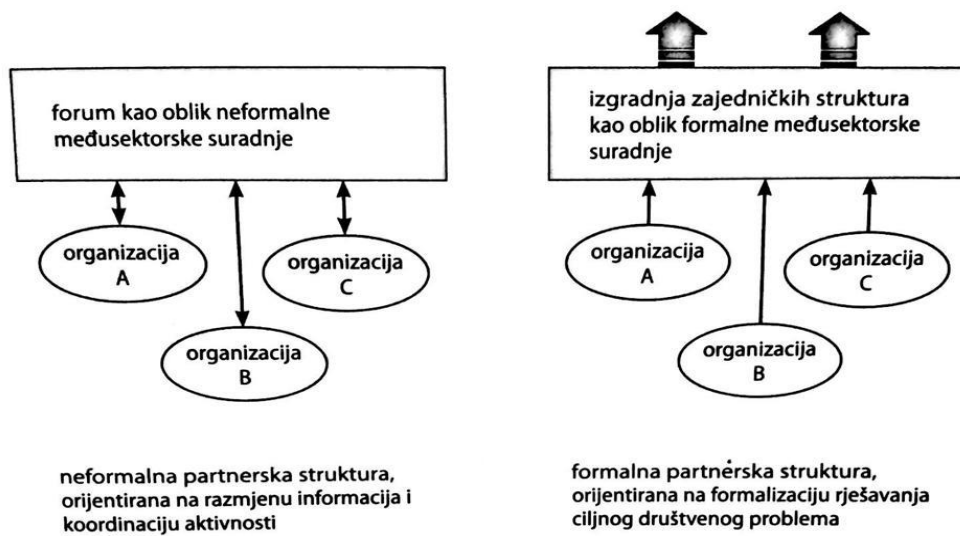 forum kao oblik neformalne
međusektorske suradnje
organizacija
A
organizacija
C
organizacija
B
neformalna partnerska struktura,
orijentirana na razmjenu informacija i
koordinaciju aktivnosti
izgradnja zajedničkih struktura
kao oblik formalne međusektorske
suradnje
organizacija
A
organizacija
C
organizacija
B
formalna partnerska struktura,
orijentirana na formalizaciju rješavanja
ciljnog društvenog problema